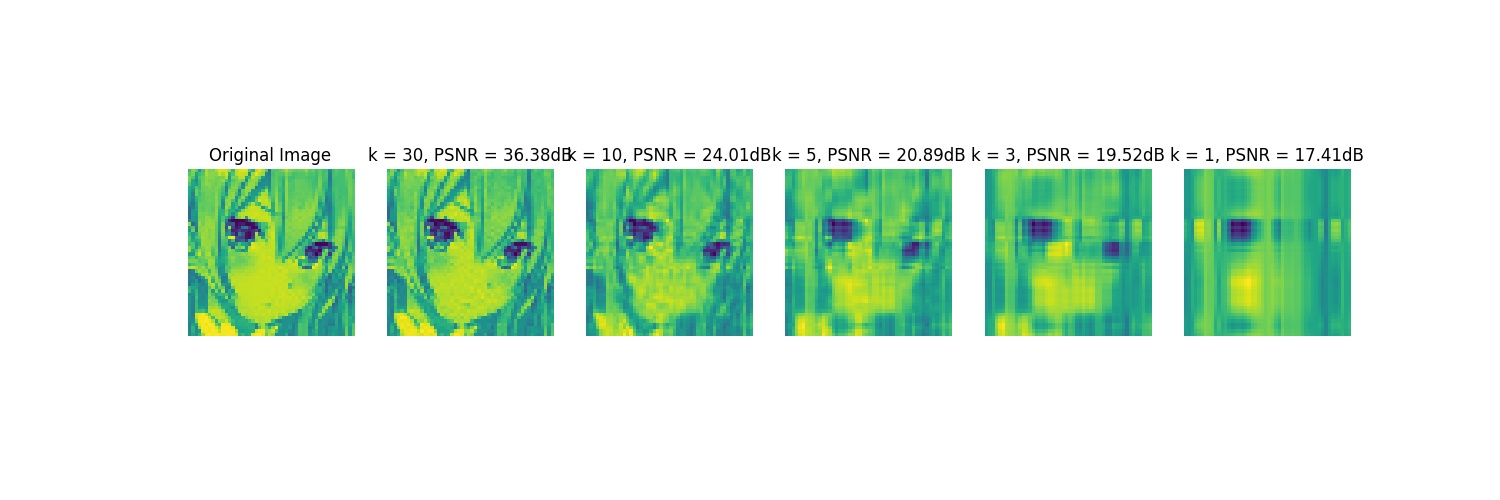 Original Image
k = 30, PSNR = 36.38dB
k = 10, PSNR = 24.01dB
k = 5, PSNR = 20.89dB
k = 3, PSNR = 19.52dB
k = 1, PSNR = 17.41dB